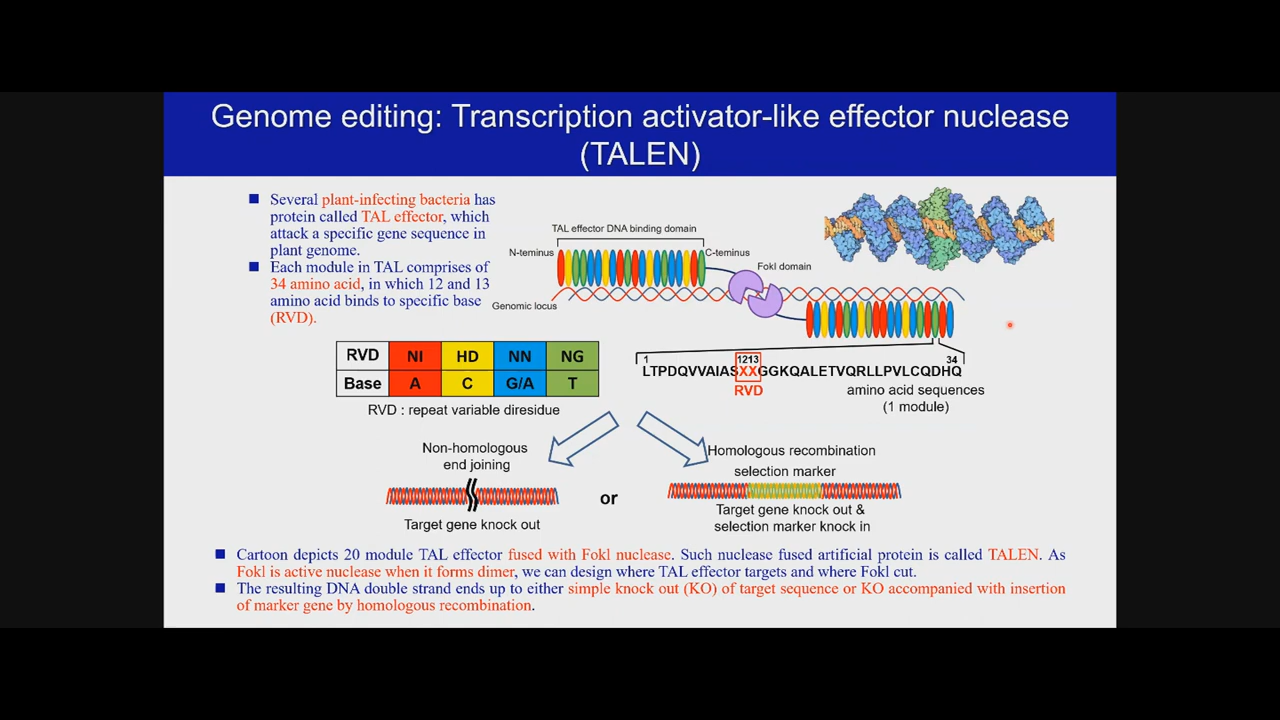 Genome editing: Transcription activator-like effector nuclease
(TALEN)
Several plant-infecting bacteria has
protein called TAL effector, which
attack a specific gene sequence in
plant genome.
Each module in TAL comprises of
34 amino acid, in which 12 and 13
amino acid binds to specific base
(RVD).
TAL effector DNA binding domain
N-teminus
C-teminus
FokI domain
Genomic locus
RVD NI HD NN NG
Base A C G/A T
RVD : repeat variable diresidue
1 1213 34
LTPDQVVAIASXXGGKQALETVQRLLPVLCQDHQ
RVD
amino acid sequences
(1 module)
Non-homologous
end joining
Target gene knock out
or
Homologous recombination
selection marker
Target gene knock out &
selection marker knock in
Cartoon depicts 20 module TAL effector fused with FokI nuclease. Such nuclease fused artificial protein is called TALEN. As
FokI is active nuclease when it forms dimer, we can design where TAL effector targets and where FokI cut.
The resulting DNA double strand ends up to either simple knock out (KO) of target sequence or KO accompanied with insertion
of marker gene by homologous recombination.